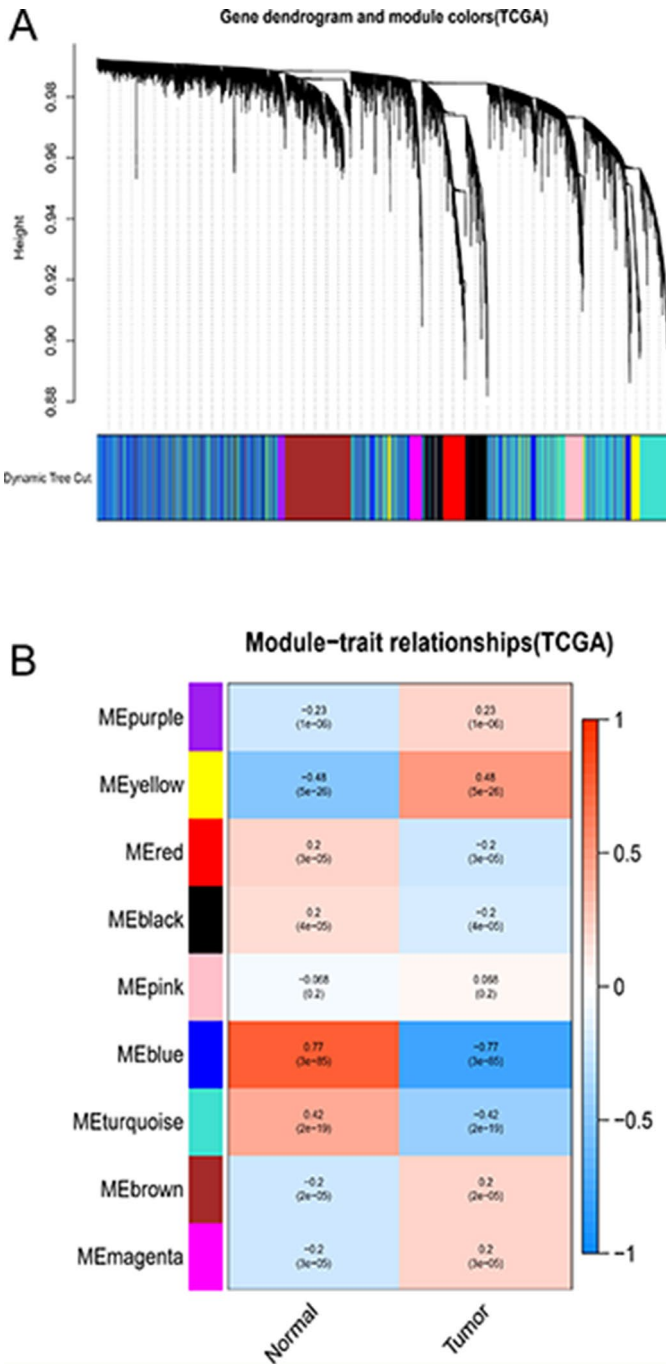 A
Gene dendrogram and module colors(TCGA)
Height
0.98
0.96
0.94
0.92
0.90
0.88
Dynamic Tree Cut
B
Module-trait relationships(TCGA)
MEpurple
-0.23
(1e-06)
0.23
(1e-06)
MEyellow
-0.48
(5e-26)
0.48
(5e-26)
MEred
0.2
(3e-05)
-0.2
(3e-05)
MEblack
0.2
(4e-05)
-0.2
(4e-05)
MEpink
-0.068
(0.2)
0.068
(0.2)
MEblue
0.77
(3e-85)
-0.77
(3e-85)
MEturquoise
0.42
(2e-19)
-0.42
(2e-19)
MEbrown
-0.2
(2e-05)
0.2
(2e-05)
MEmagenta
-0.2
(3e-05)
0.2
(3e-05)
1
0.5
0
-0.5
-1
Normal
Tumor